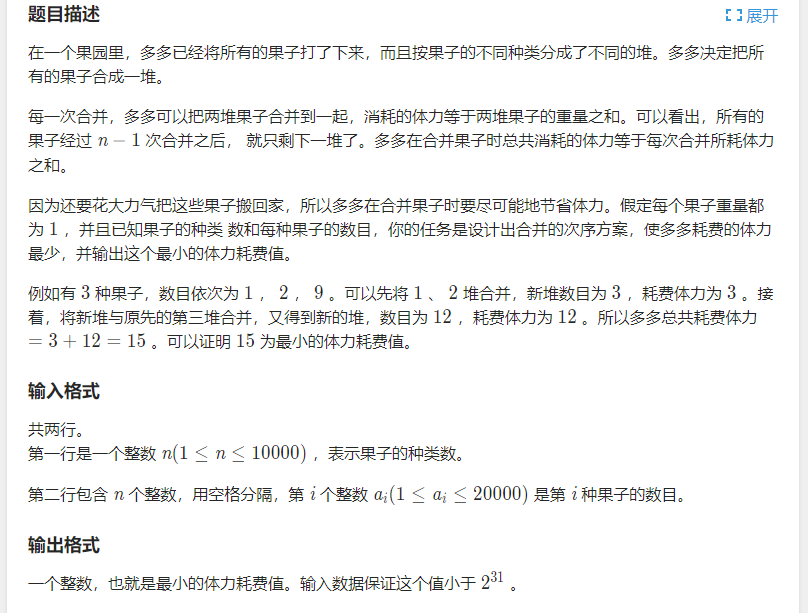 题目描述
展开
在一个果园里，多多已经将所有的果子打了下来，而且按果子的不同种类分成了不同的堆。多多决定把所
有的果子合成一堆。
每一次合并，多多可以把两堆果子合并到一起，消耗的体力等于两堆果子的重量之和。可以看出，所有的
果子经过 n − 1 次合并之后， 就只剩下一堆了。多多在合并果子时总共消耗的体力等于每次合并所耗体力
之和。
因为还要花大力气把这些果子搬回家，所以多多在合并果子时要尽可能地节省体力。假定每个果子重量都
为 1 ，并且已知果子的种类 数和每种果子的数目，你的任务是设计出合并的次序方案，使多多耗费的体力
最少，并输出这个最小的体力耗费值。
例如有 3 种果子，数目依次为 1 ， 2 ， 9 。可以先将 1 、 2 堆合并，新堆数目为 3 ，耗费体力为 3 。接
着，将新堆与原先的第三堆合并，又得到新的堆，数目为 12 ，耗费体力为 12 。所以多多总共耗费体力
= 3 + 12 = 15 。可以证明 15 为最小的体力耗费值。
输入格式
共两行。
第一行是一个整数 n(1 ≤ n ≤ 10000) ，表示果子的种类数。
第二行包含 n 个整数，用空格分隔，第 i 个整数 aᵢ(1 ≤ aᵢ ≤ 20000) 是第 i 种果子的数目。
输出格式
一个整数，也就是最小的体力耗费值。输入数据保证这个值小于 2³¹ 。